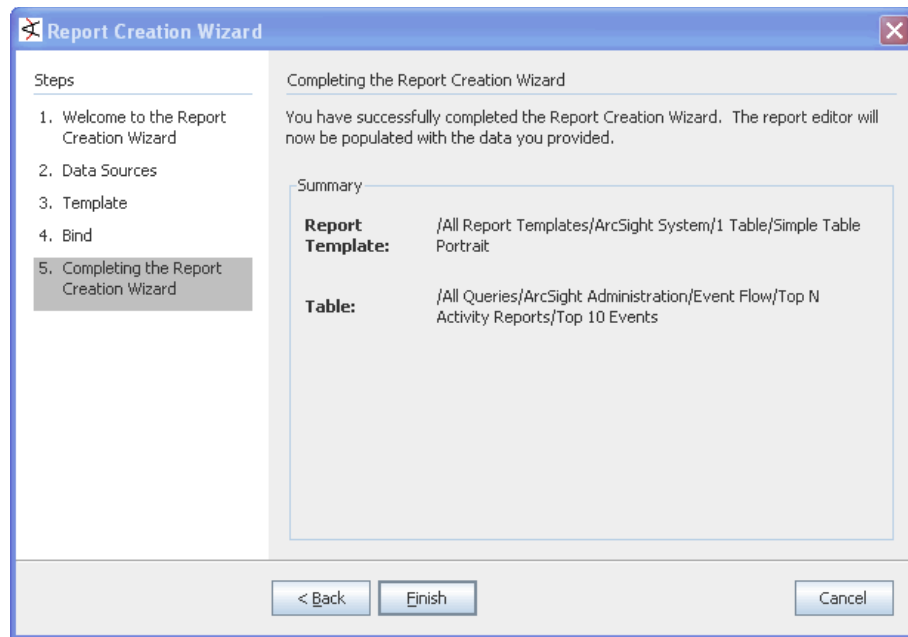 Report Creation Wizard
Steps
1. Welcome to the Report
Creation Wizard
2. Data Sources
3. Template
4. Bind
5. Completing the Report
Creation Wizard
Completing the Report Creation Wizard
You have successfully completed the Report Creation Wizard. The report editor will
now be populated with the data you provided.
Summary
Report
Template:
/All Report Templates/ArcSight System/1 Table/Simple Table
Portrait
Table:
/All Queries/ArcSight Administration/Event Flow/Top N
Activity Reports/Top 10 Events
< Back
Finish
Cancel